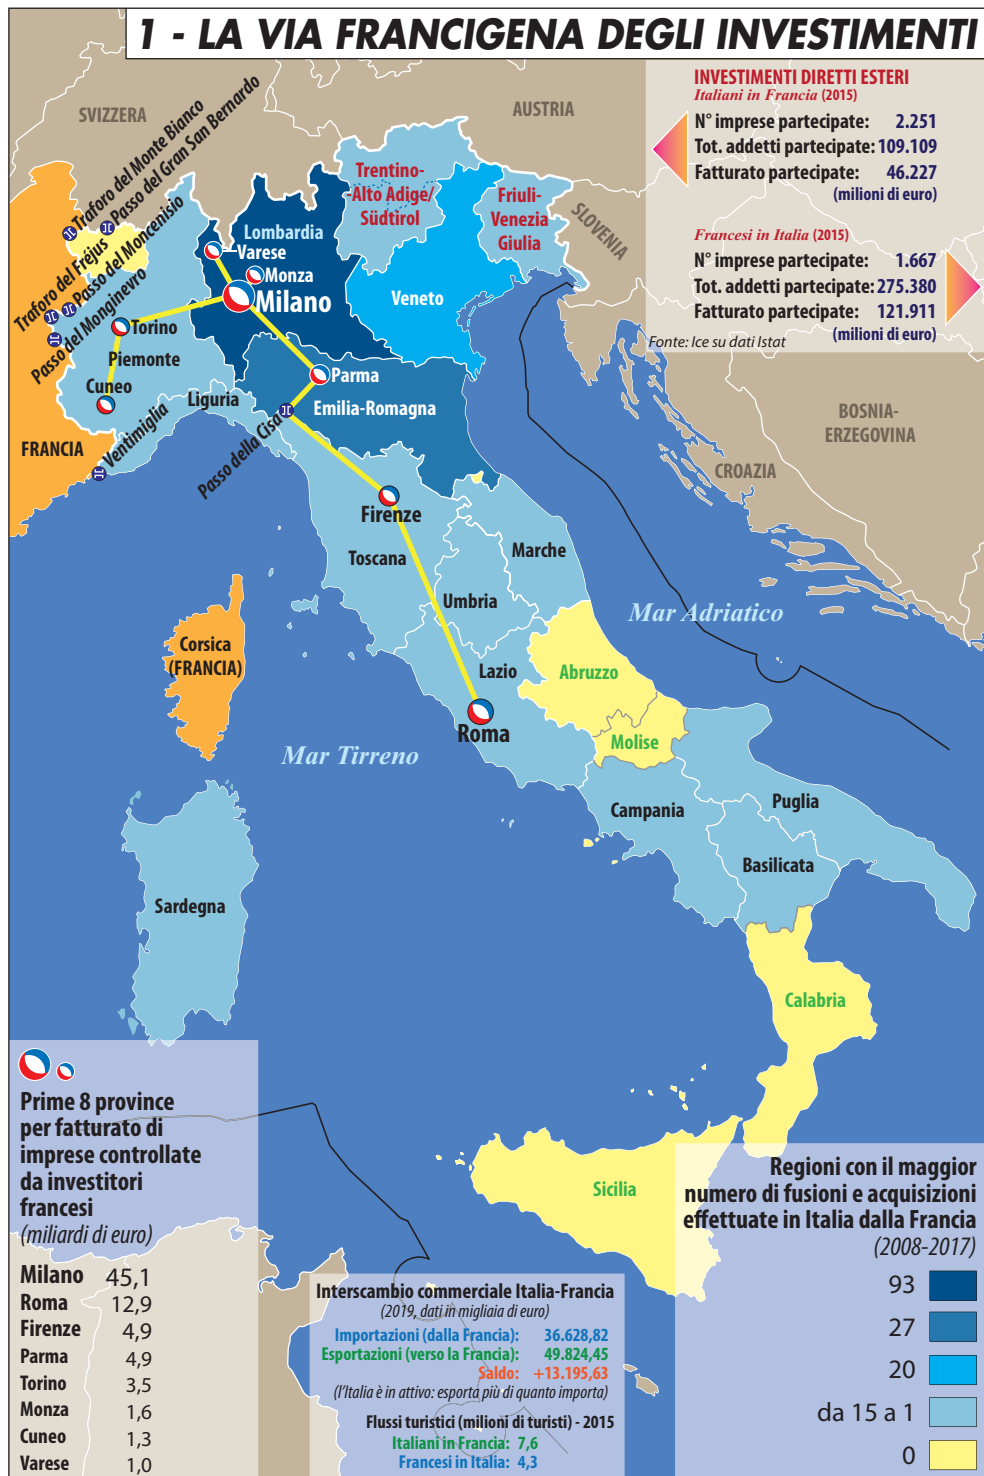 1 - LA VIA FRANCIGENA DEGLI INVESTIMENTI
INVESTIMENTI DIRETTI ESTERI
Italiani in Francia (2015)
N° imprese partecipate: 2.251
Tot. addetti partecipate: 109.109
Fatturato partecipate: 46.227
(milioni di euro)
Francesi in Italia (2015)
N° imprese partecipate: 1.667
Tot. addetti partecipate: 275.380
Fatturato partecipate: 121.911
(milioni di euro)
Fonte: Ice su dati Istat
SVIZZERA
AUSTRIA
SLOVENIA
CROAZIA
BOSNIA-
ERZEGOVINA
Traforo del Monte Bianco
Passo del Gran San Bernardo
Traforo del Fréjus
Passo del Moncenisio
Passo del Monginevro
Trentino-
-Alto Adige/
Südtirol
Friuli-
Venezia
Giulia
Lombardia
Varese
Monza
Milano
Veneto
Torino
Piemonte
Cuneo
Parma
Liguria
Emilia-Romagna
FRANCIA
Ventimiglia
Passo della Cisa
Firenze
Toscana
Marche
Umbria
Mar Adriatico
Corsica
(FRANCIA)
Lazio
Abruzzo
Roma
Molise
Mar Tirreno
Campania
Puglia
Basilicata
Sardegna
Calabria
Sicilia
Prime 8 province
per fatturato di
imprese controllate
da investitori
francesi
(miliardi di euro)
Milano 45,1
Roma 12,9
Firenze 4,9
Parma 4,9
Torino 3,5
Monza 1,6
Cuneo 1,3
Varese 1,0
Interscambio commerciale Italia-Francia
(2019, dati in migliaia di euro)
Importazioni (dalla Francia): 36.628,82
Esportazioni (verso la Francia): 49.824,45
Saldo: +13.195,63
(l'Italia è in attivo: esporta più di quanto importa)
Flussi turistici (milioni di turisti) - 2015
Italiani in Francia: 7,6
Francesi in Italia: 4,3
Regioni con il maggior
numero di fusioni e acquisizioni
effettuate in Italia dalla Francia
(2008-2017)
93
27
20
da 15 a 1
0